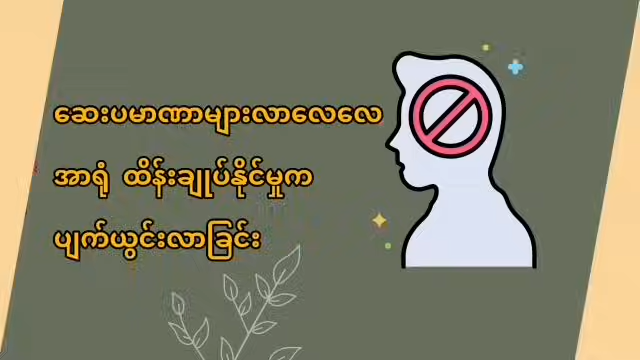 ဆေးပမာဏများလာလေလေ
အာရုံ ထိန်းချုပ်နိုင်မှုက
ပျက်ယွင်းလာခြင်း